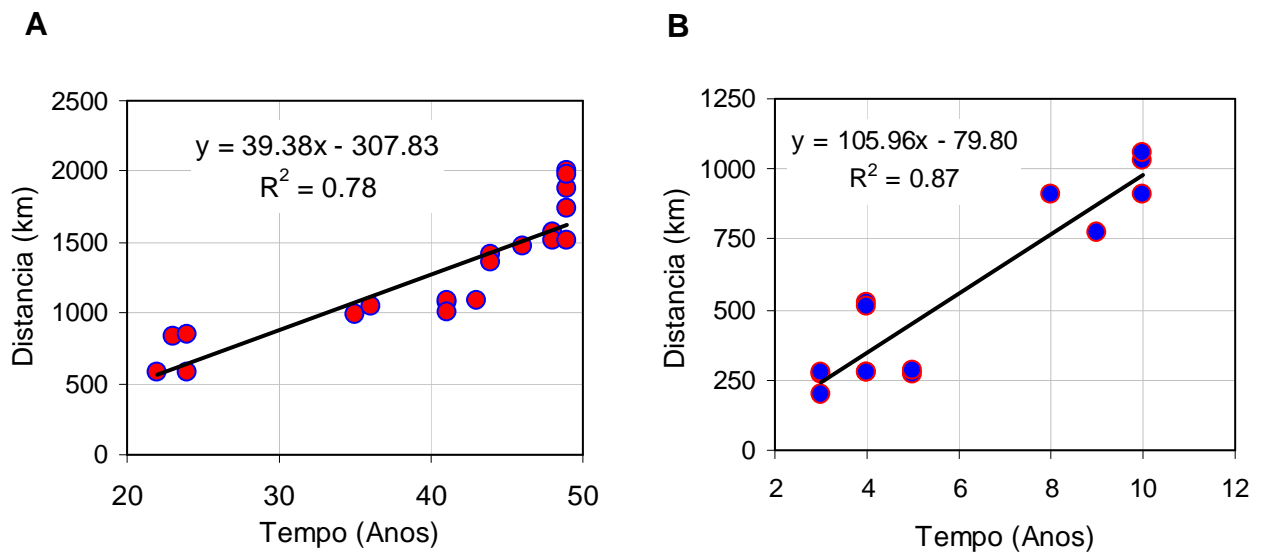 A
2500
2000
1500
1000
500
0
Distancia (km)
y = 39.38x - 307.83
R² = 0.78
20 30 40 50
Tempo (Anos)
B
1250
1000
750
500
250
0
Distancia (km)
y = 105.96x - 79.80
R² = 0.87
2 4 6 8 10 12
Tempo (Anos)